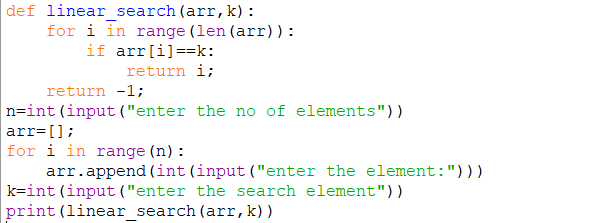 def linear_search(arr,k):
    for i in range(len(arr)):
        if arr[i]==k:
            return i;
    return -1;
n=int(input("enter the no of elements"))
arr=[];
for i in range(n):
    arr.append(int(input("enter the element:")))
k=int(input("enter the search element"))
print(linear_search(arr,k))